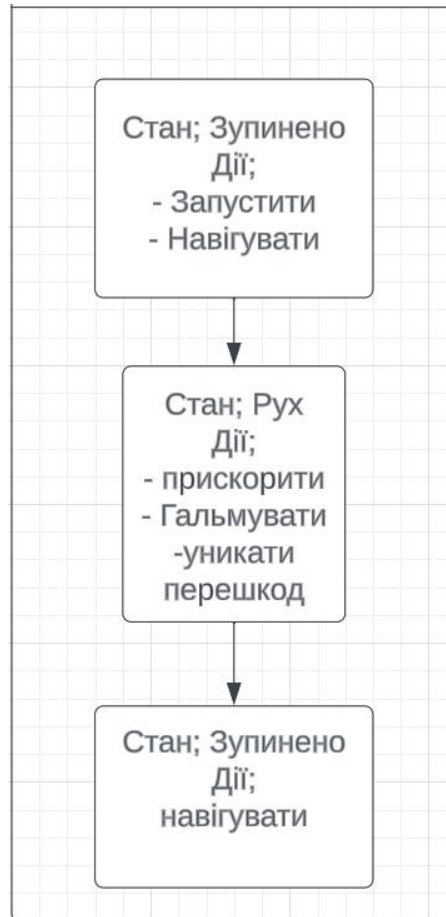 Стан; Зупинено
Дії;
- Запустити
- Навігувати
Стан; Рух
Дії;
- прискорити
- Гальмувати
-уникати
перешкод
Стан; Зупинено
Дії;
навігувати